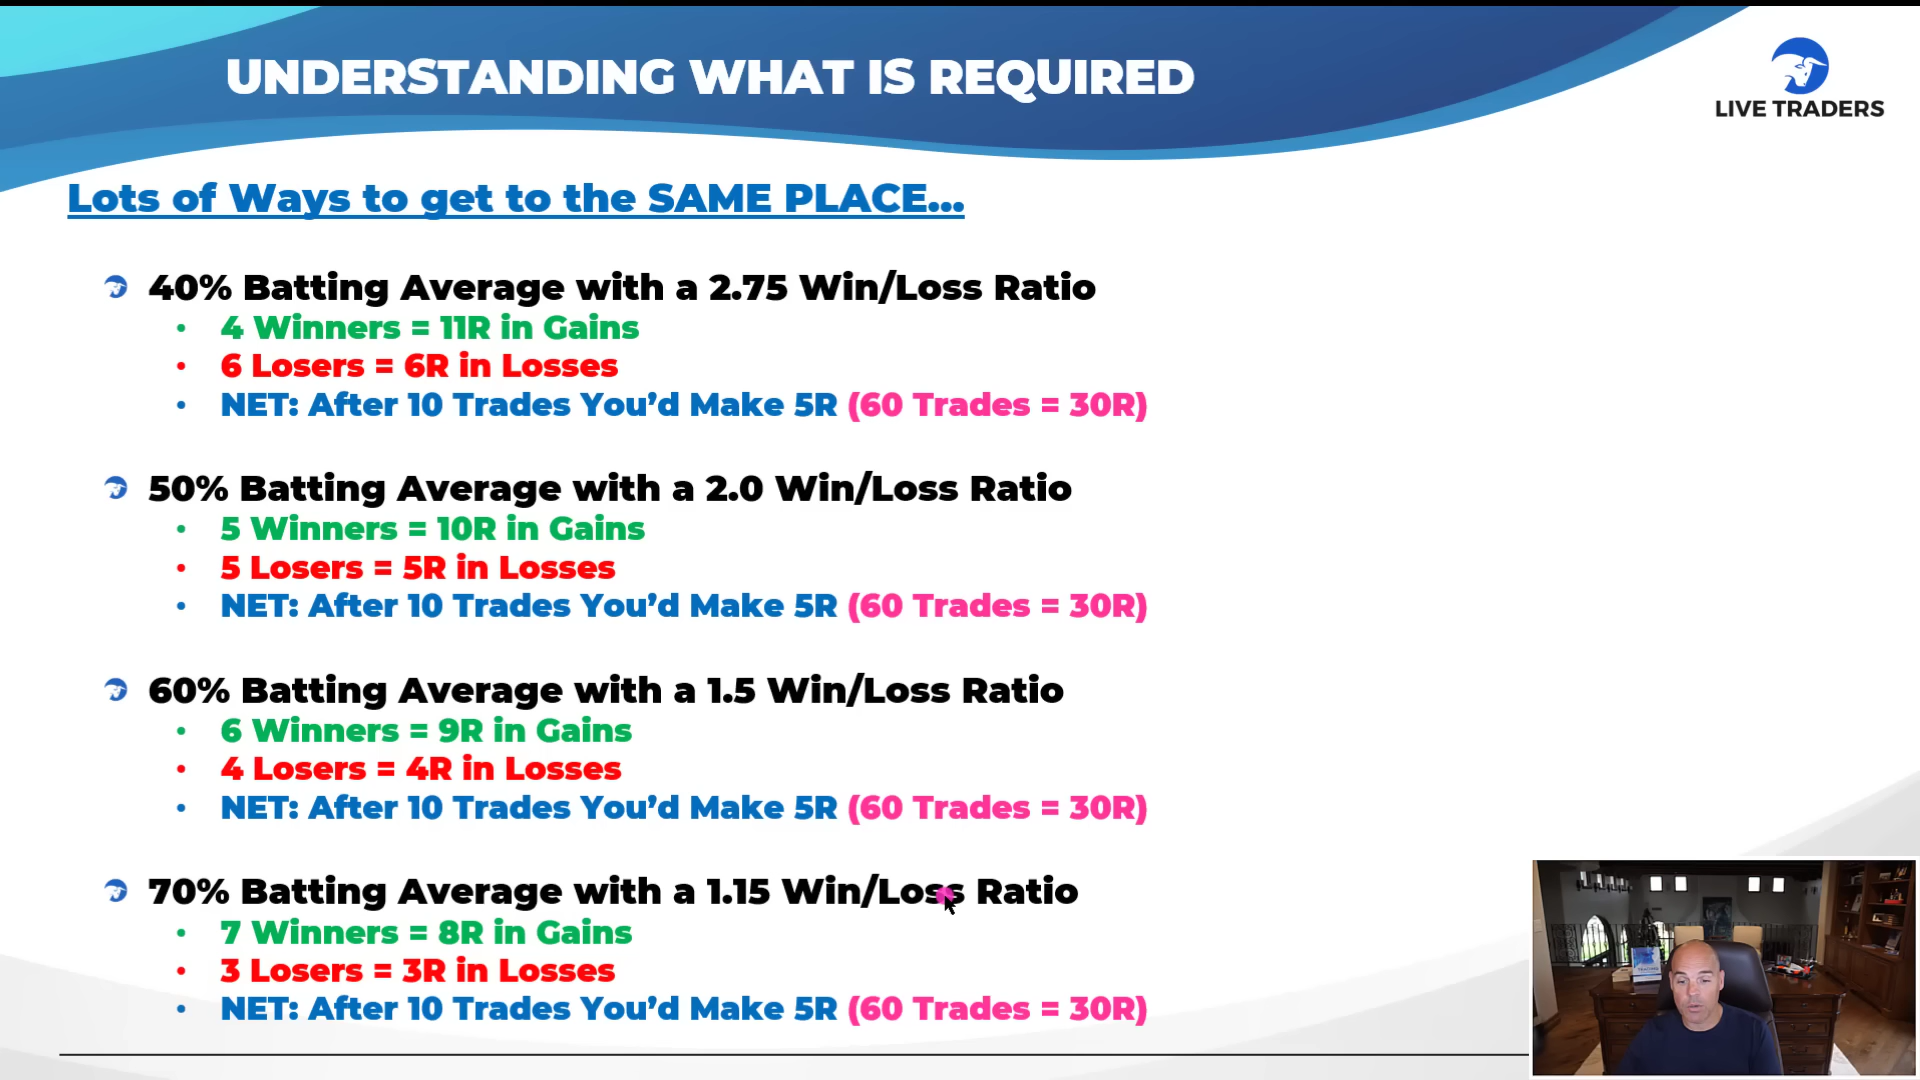 UNDERSTANDING WHAT IS REQUIRED
LIVE TRADERS
Lots of Ways to get to the SAME PLACE...
40% Batting Average with a 2.75 Win/Loss Ratio
• 4 Winners = 11R in Gains
• 6 Losers = 6R in Losses
• NET: After 10 Trades You’d Make 5R (60 Trades = 30R)
50% Batting Average with a 2.0 Win/Loss Ratio
• 5 Winners = 10R in Gains
• 5 Losers = 5R in Losses
• NET: After 10 Trades You’d Make 5R (60 Trades = 30R)
60% Batting Average with a 1.5 Win/Loss Ratio
• 6 Winners = 9R in Gains
• 4 Losers = 4R in Losses
• NET: After 10 Trades You’d Make 5R (60 Trades = 30R)
70% Batting Average with a 1.15 Win/Loss Ratio
• 7 Winners = 8R in Gains
• 3 Losers = 3R in Losses
• NET: After 10 Trades You’d Make 5R (60 Trades = 30R)